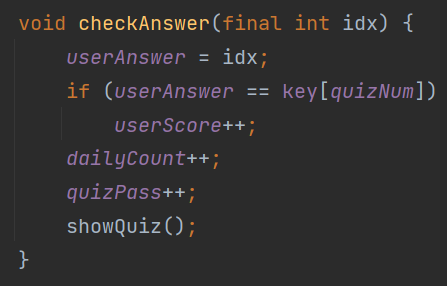 void checkAnswer(final int idx) {
    userAnswer = idx;
    if (userAnswer == key[quizNum])
        userScore++;
    dailyCount++;
    quizPass++;
    showQuiz();
}